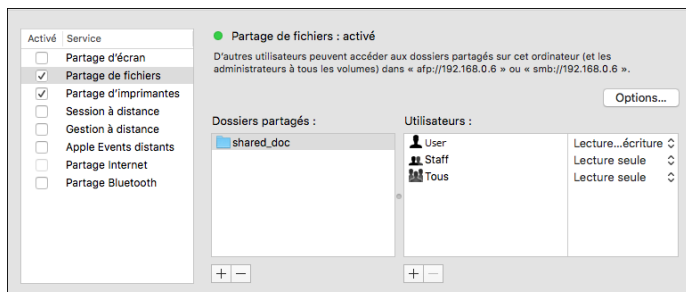 Activé Service
Partage d'écran
Partage de fichiers
Partage d'imprimantes
Session à distance
Gestion à distance
Apple Events distants
Partage Internet
Partage Bluetooth
Partage de fichiers : activé
D'autres utilisateurs peuvent accéder aux dossiers partagés sur cet ordinateur (et les
administrateurs à tous les volumes) dans « afp://192.168.0.6 » ou « smb://192.168.0.6 ».
Options...
Dossiers partagés :
shared_doc
Utilisateurs :
User Lecture...écriture
Staff Lecture seule
Tous Lecture seule